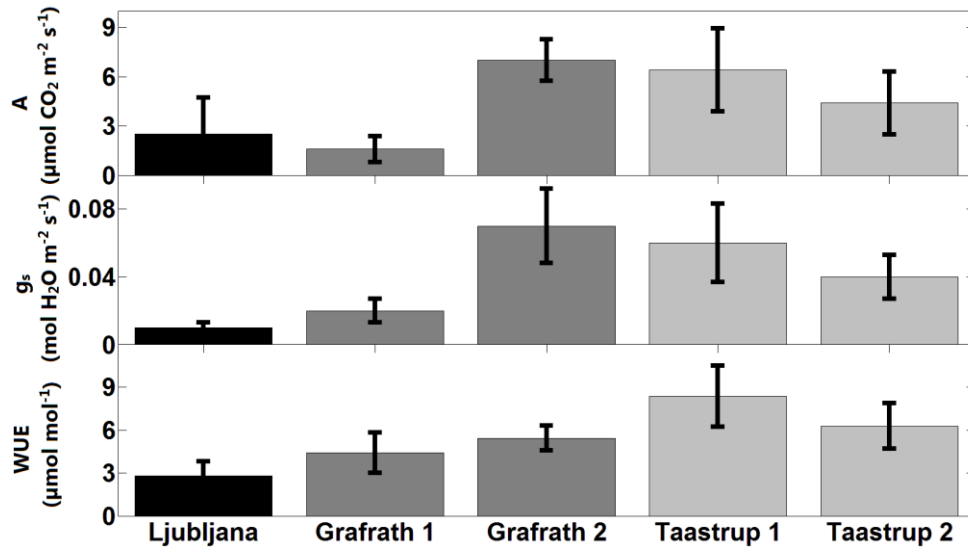 A
(µmol CO₂ m⁻² s⁻¹)
9
6
3
0
gₛ
(mol H₂O m⁻² s⁻¹)
0.08
0.04
0
WUE
(µmol mol⁻¹)
9
6
3
0
Ljubljana Grafrath 1 Grafrath 2 Taastrup 1 Taastrup 2